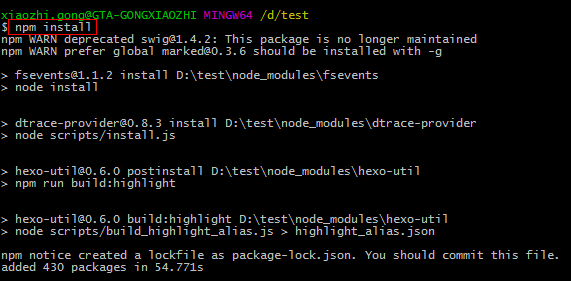 xiaozhi.gong@GTA-GONGXIAOZHI MINGW64 /d/test
$ npm install
npm WARN deprecated swig@1.4.2: This package is no longer maintained
npm WARN prefer global marked@0.3.6 should be installed with -g
> fsevents@1.1.2 install D:\test\node_modules\fsevents
> node install
> dtrace-provider@0.8.3 install D:\test\node_modules\dtrace-provider
> node scripts/install.js
> hexo-util@0.6.0 postinstall D:\test\node_modules\hexo-util
> npm run build:highlight
> hexo-util@0.6.0 build:highlight D:\test\node_modules\hexo-util
> node scripts/build_highlight_alias.js > highlight_alias.json
npm notice created a lockfile as package-lock.json. You should commit this file.
added 430 packages in 54.771s